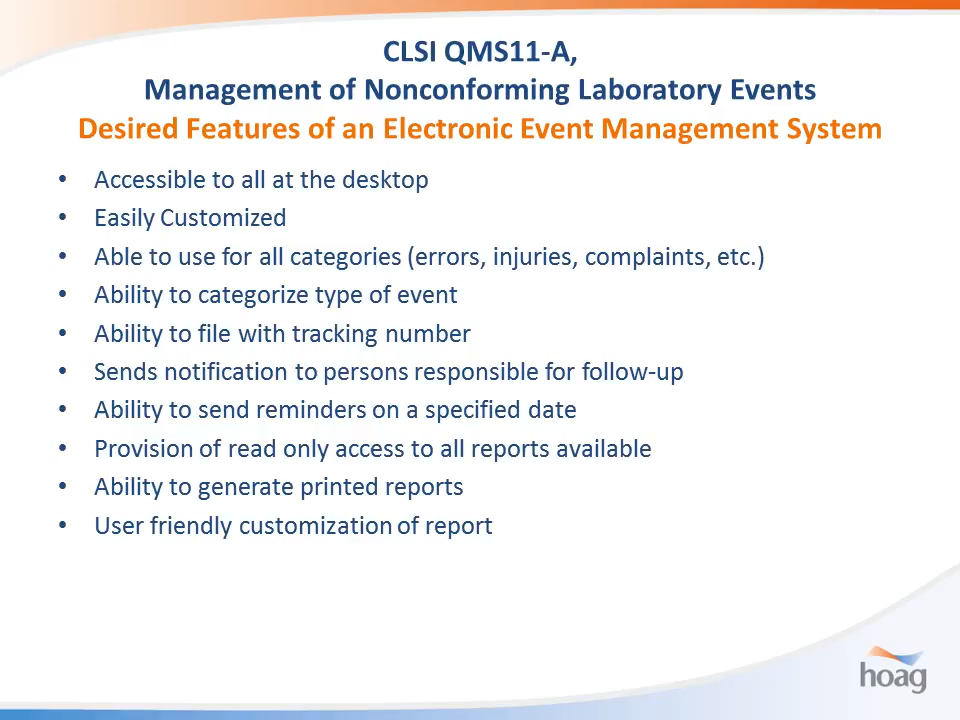 CLSI QMS11-A,
Management of Nonconforming Laboratory Events
Desired Features of an Electronic Event Management System
• Accessible to all at the desktop
• Easily Customized
• Able to use for all categories (errors, injuries, complaints, etc.)
• Ability to categorize type of event
• Ability to file with tracking number
• Sends notification to persons responsible for follow-up
• Ability to send reminders on a specified date
• Provision of read only access to all reports available
• Ability to generate printed reports
• User friendly customization of report
hoag